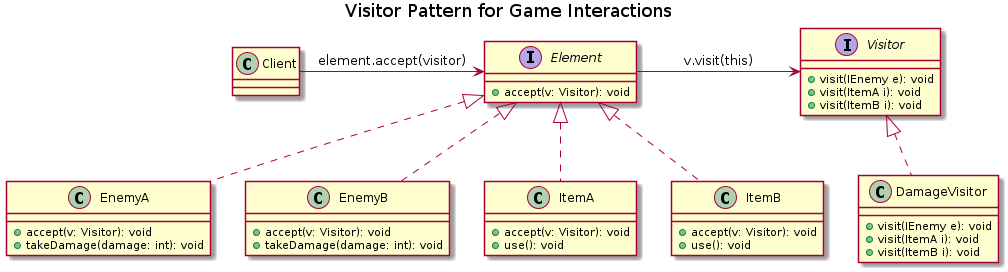 Visitor Pattern for Game Interactions
C Client
element.accept(visitor)
I Element
accept(v: Visitor): void
v.visit(this)
I Visitor
visit(IEnemy e): void
visit(ItemA i): void
visit(ItemB i): void
C EnemyA
accept(v: Visitor): void
takeDamage(damage: int): void
C EnemyB
accept(v: Visitor): void
takeDamage(damage: int): void
C ItemA
accept(v: Visitor): void
use(): void
C ItemB
accept(v: Visitor): void
use(): void
C DamageVisitor
visit(IEnemy e): void
visit(ItemA i): void
visit(ItemB i): void